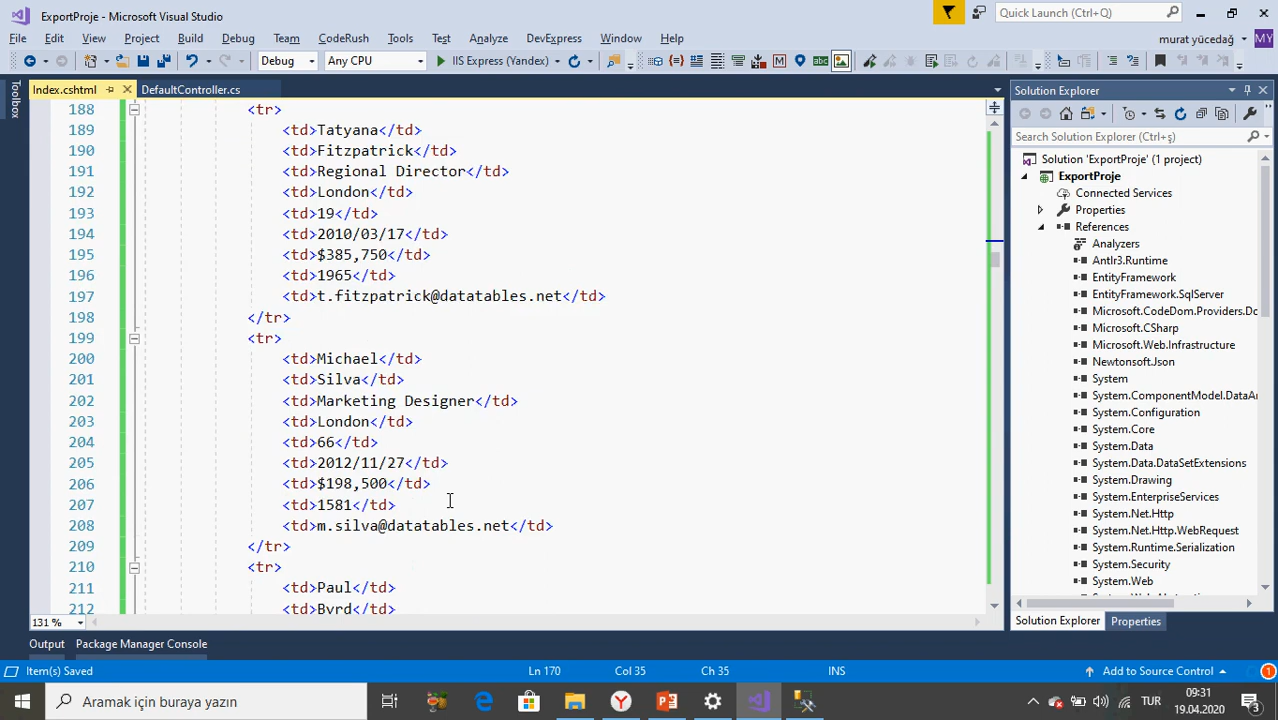 ExportProje - Microsoft Visual Studio
Quick Launch (Ctrl+Q)
File Edit View Project Build Debug Team CodeRush Tools Test Analyze DevExpress Window Help
murat yücedağ MY
Debug Any CPU IIS Express (Yandex)
Toolbox
Index.cshtml DefaultController.cs
188 <tr>
189 <td>Tatyana</td>
190 <td>Fitzpatrick</td>
191 <td>Regional Director</td>
192 <td>London</td>
193 <td>19</td>
194 <td>2010/03/17</td>
195 <td>$385,750</td>
196 <td>1965</td>
197 <td>t.fitzpatrick@datatables.net</td>
198 </tr>
199 <tr>
200 <td>Michael</td>
201 <td>Silva</td>
202 <td>Marketing Designer</td>
203 <td>London</td>
204 <td>66</td>
205 <td>2012/11/27</td>
206 <td>$198,500</td>
207 <td>1581</td>
208 <td>m.silva@datatables.net</td>
209 </tr>
210 <tr>
211 <td>Paul</td>
212 <td>Byrd</td>
131 %
Solution Explorer
Search Solution Explorer (Ctrl+ş)
Solution 'ExportProje' (1 project)
ExportProje
Connected Services
Properties
References
Analyzers
Antlr3.Runtime
EntityFramework
EntityFramework.SqlServer
Microsoft.CodeDom.Providers.Dc
Microsoft.CSharp
Microsoft.Web.Infrastructure
Newtonsoft.Json
System
System.ComponentModel.DataAn
System.Configuration
System.Core
System.Data
System.Data.DataSetExtensions
System.Drawing
System.EnterpriseServices
System.Net.Http
System.Net.Http.WebRequest
System.Runtime.Serialization
System.Security
System.Web
Solution Explorer Properties
Output Package Manager Console
Item(s) Saved Ln 170 Col 35 Ch 35 INS Add to Source Control 1
Aramak için buraya yazın
TUR 09:31
19.04.2020 3